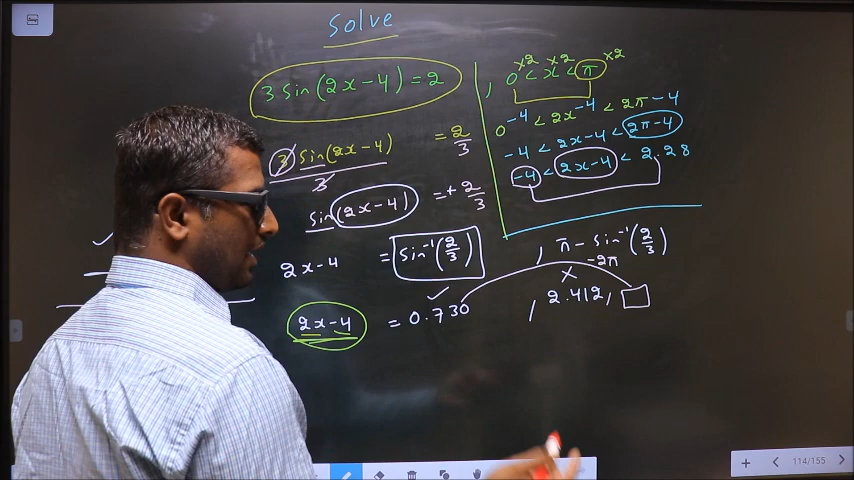 Solve
3 sin(2x-4) = 2
, 0 ×2 < x ×2 < π ×2
0 -4 < 2x -4 < 2π -4
3 sin(2x-4) / 3 = 2/3
-4 < 2x-4 < 2π-4
-4 < 2x-4 < 2.28
sin(2x-4) = + 2/3
2x-4 = sin⁻¹(2/3) , π - sin⁻¹(2/3)
-2π
×
2x-4 = 0.730 , 2.412,
114/155